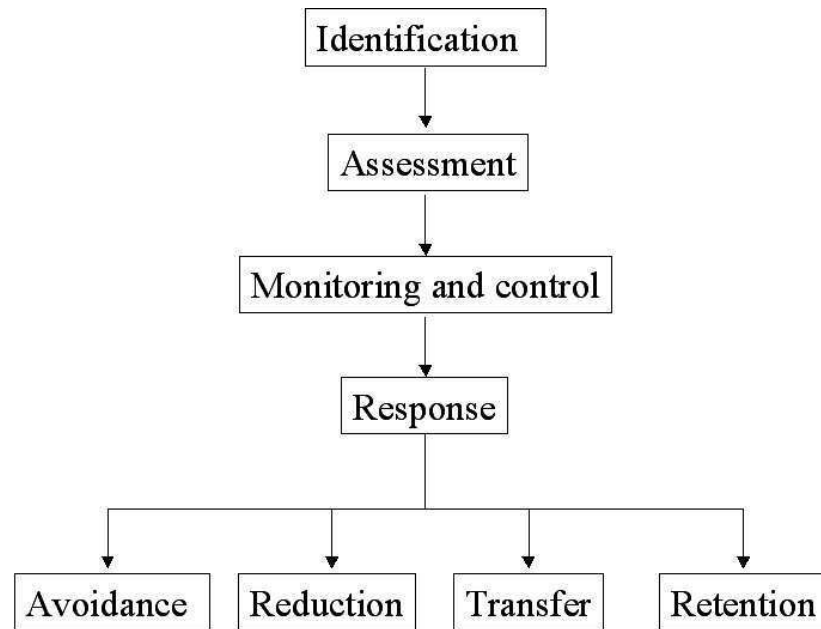 Identification
Assessment
Monitoring and control
Response
Avoidance
Reduction
Transfer
Retention